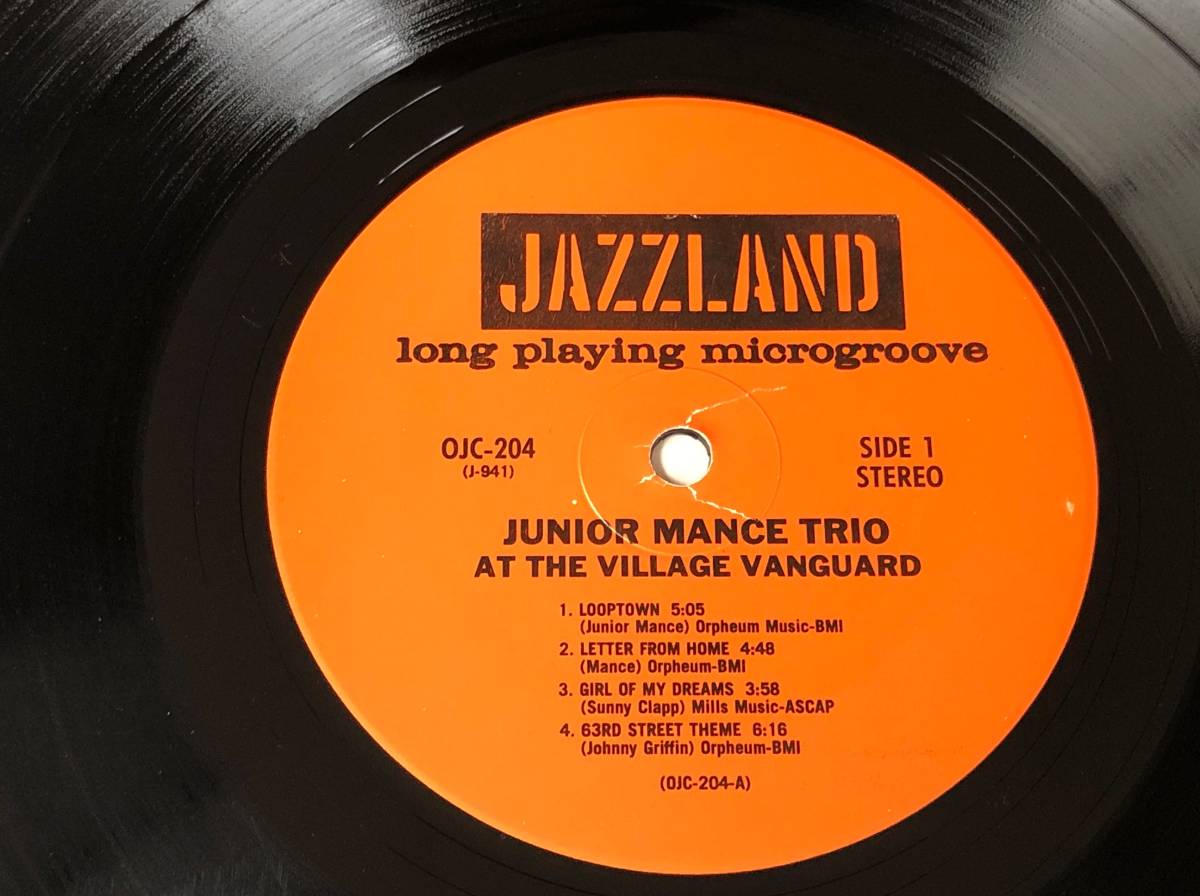 JAZZLAND
long playing microgroove
OJC-204
(J-941)
SIDE 1
STEREO
JUNIOR MANCE TRIO
AT THE VILLAGE VANGUARD
1. LOOPTOWN 5:05
(Junior Mance) Orpheum Music-BMI
2. LETTER FROM HOME 4:48
(Mance) Orpheum-BMI
3. GIRL OF MY DREAMS 3:58
(Sunny Clapp) Mills Music-ASCAP
4. 63RD STREET THEME 6:16
(Johnny Griffin) Orpheum-BMI
(OJC-204-A)